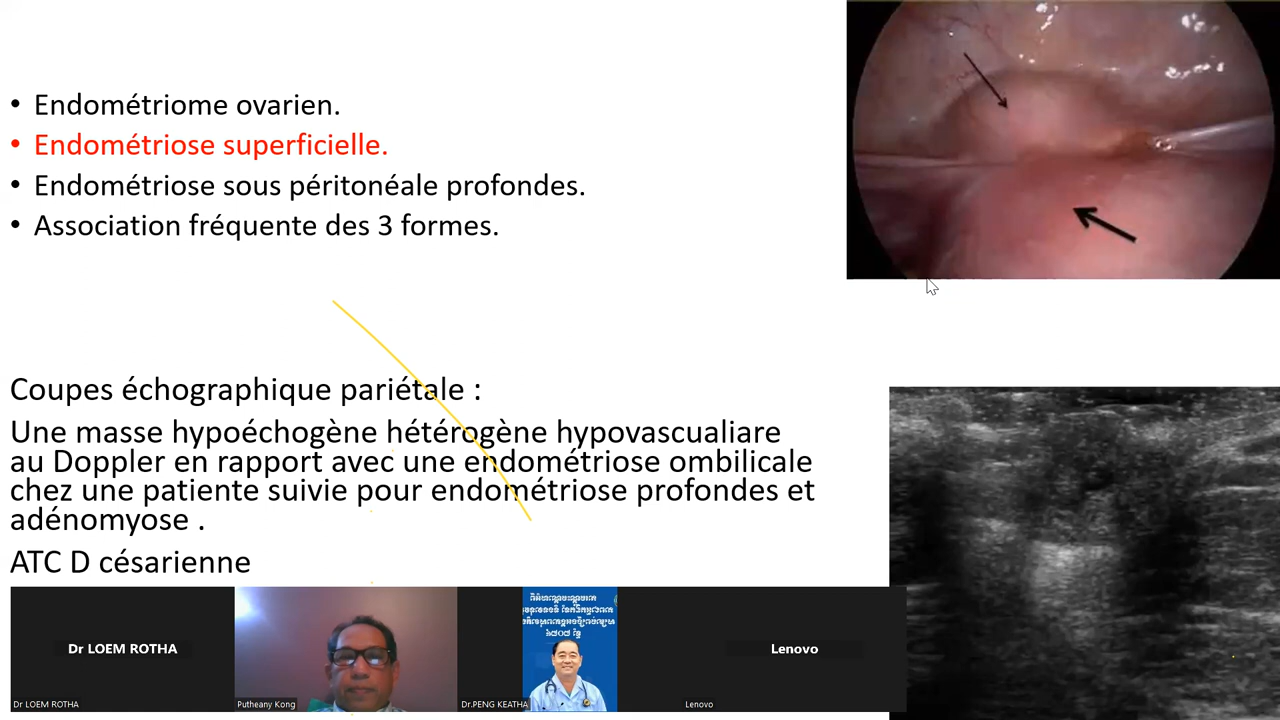 • Endométriome ovarien.
• Endométriose superficielle.
• Endométriose sous péritonéale profondes.
• Association fréquente des 3 formes.
Coupes échographique pariétale :
Une masse hypoéchogène hétérogène hypovascualiare
au Doppler en rapport avec une endométriose ombilicale
chez une patiente suivie pour endométriose profondes et
adénomyose .
ATC D césarienne
Dr LOEM ROTHA
Lenovo
Dr LOEM ROTHA
Putheany Kong
Dr.PENG KEATHA
Lenovo